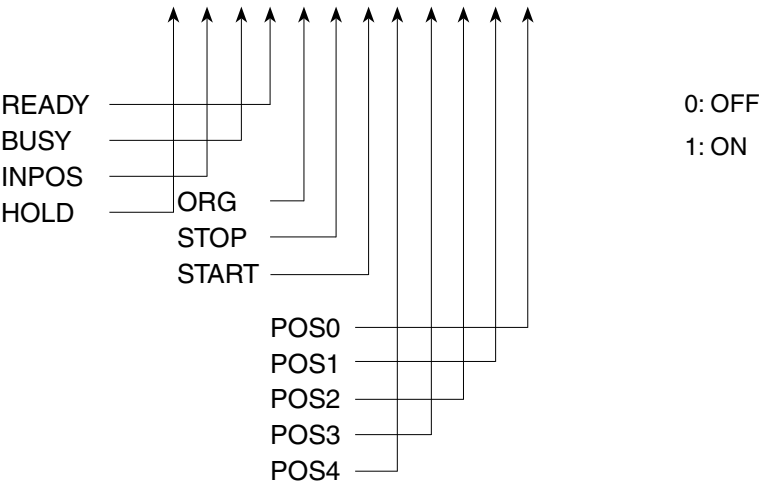 READY
BUSY
INPOS
HOLD
ORG
STOP
START
POS0
POS1
POS2
POS3
POS4
0: OFF
1: ON